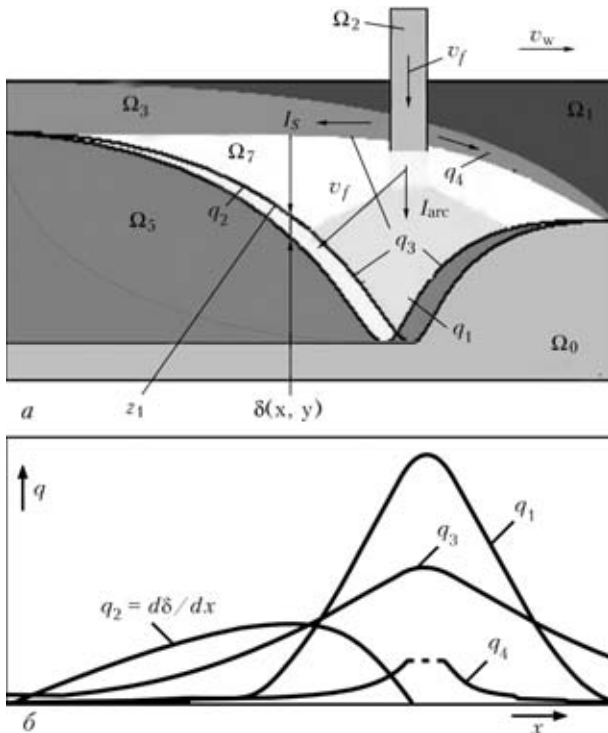 Ω₂
v_w
v_f
Ω₃
Ω₁
I_S
Ω₇
q₄
v_f
q₂
I_arc
Ω₅
q₃
q₁
Ω₀
а
z₁
δ(x, y)
q
q₁
q₃
q₂ = dδ/dx
q₄
б
x